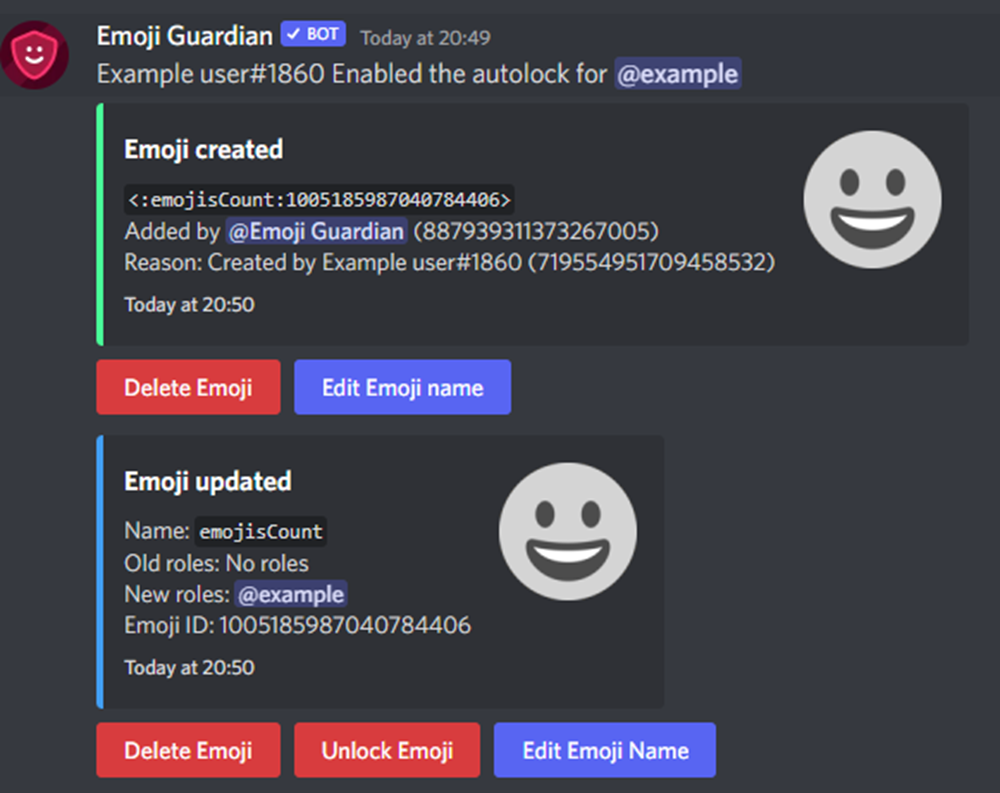 Emoji Guardian ✓ BOT Today at 20:49
Example user#1860 Enabled the autolock for @example
Emoji created
<:emojisCount:1005185987040784406>
Added by @Emoji Guardian (887939311373267005)
Reason: Created by Example user#1860 (719554951709458532)
Today at 20:50
Delete Emoji Edit Emoji name
Emoji updated
Name: emojisCount
Old roles: No roles
New roles: @example
Emoji ID: 1005185987040784406
Today at 20:50
Delete Emoji Unlock Emoji Edit Emoji Name